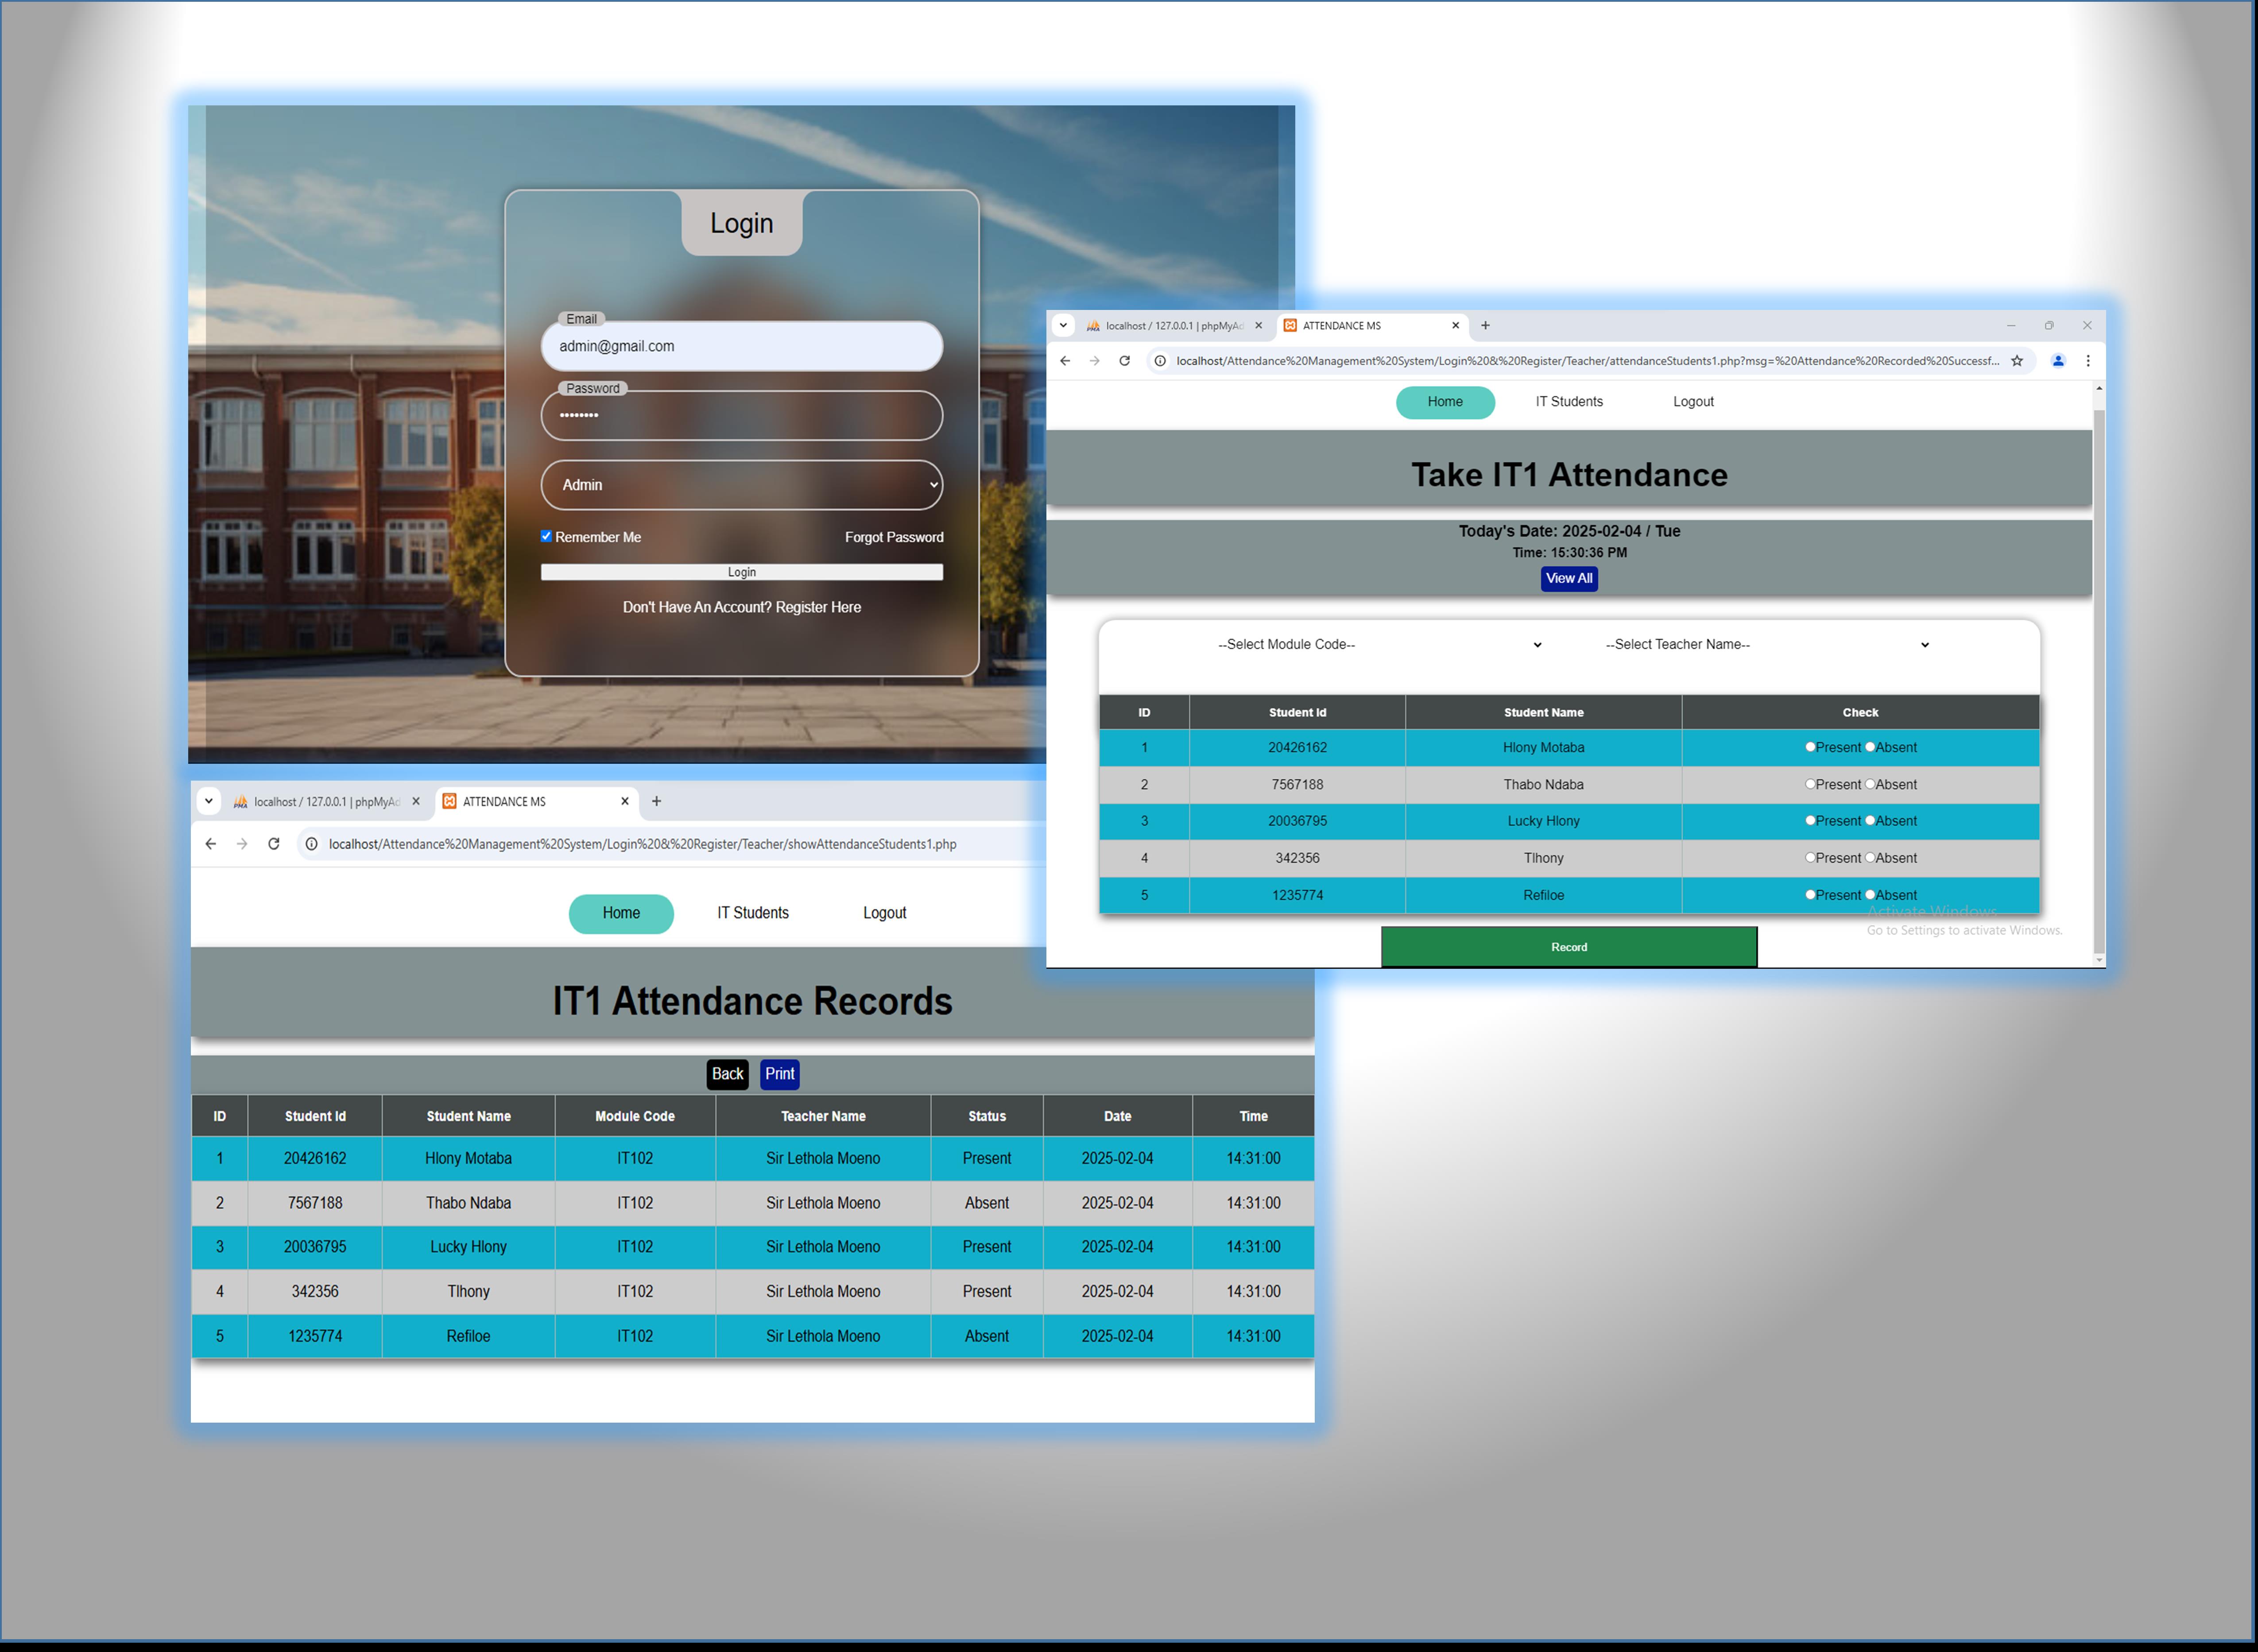 Login
Email
admin@gmail.com
Password
••••••••
Admin
Remember Me Forgot Password
Login
Don't Have An Account? Register Here
localhost / 127.0.0.1 | phpMyAd ATTENDANCE MS
localhost/Attendance%20Management%20System/Login%20&%20Register/Teacher/attendanceStudents1.php?msg=%20Attendance%20Recorded%20Successf...
Home IT Students Logout
Take IT1 Attendance
Today's Date: 2025-02-04 / Tue
Time: 15:30:36 PM
View All
--Select Module Code-- --Select Teacher Name--
ID Student Id Student Name Check
1 20426162 Hlony Motaba Present Absent
2 7567188 Thabo Ndaba Present Absent
3 20036795 Lucky Hlony Present Absent
4 342356 Tlhony Present Absent
5 1235774 Refiloe Present Absent
Activate Windows
Go to Settings to activate Windows.
Record
localhost / 127.0.0.1 | phpMyAd ATTENDANCE MS
localhost/Attendance%20Management%20System/Login%20&%20Register/Teacher/showAttendanceStudents1.php
Home IT Students Logout
IT1 Attendance Records
Back Print
ID Student Id Student Name Module Code Teacher Name Status Date Time
1 20426162 Hlony Motaba IT102 Sir Lethola Moeno Present 2025-02-04 14:31:00
2 7567188 Thabo Ndaba IT102 Sir Lethola Moeno Absent 2025-02-04 14:31:00
3 20036795 Lucky Hlony IT102 Sir Lethola Moeno Present 2025-02-04 14:31:00
4 342356 Tlhony IT102 Sir Lethola Moeno Present 2025-02-04 14:31:00
5 1235774 Refiloe IT102 Sir Lethola Moeno Absent 2025-02-04 14:31:00